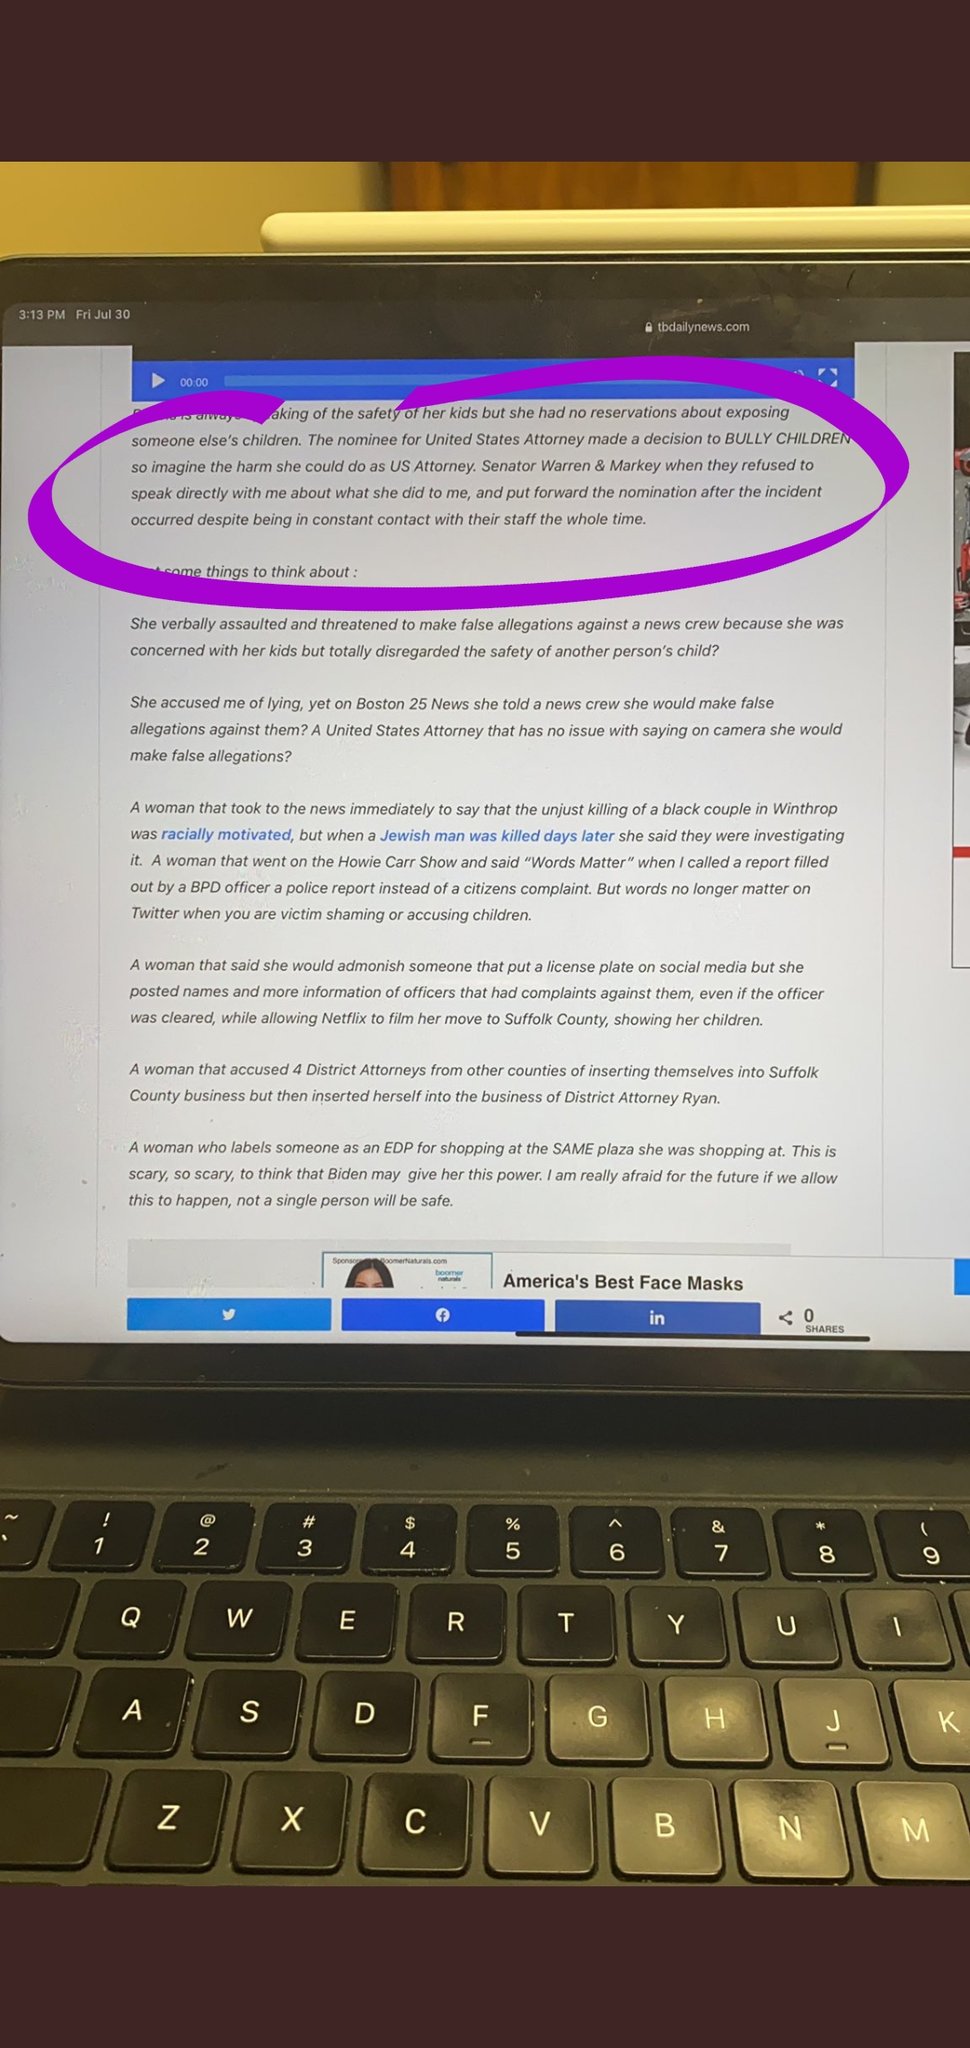 3:13 PM Fri Jul 30
tbdailynews.com
00:00
is always aking of the safety of her kids but she had no reservations about exposing
someone else's children. The nominee for United States Attorney made a decision to BULLY CHILDREN
so imagine the harm she could do as US Attorney. Senator Warren & Markey when they refused to
speak directly with me about what she did to me, and put forward the nomination after the incident
occurred despite being in constant contact with their staff the whole time.
some things to think about :
She verbally assaulted and threatened to make false allegations against a news crew because she was
concerned with her kids but totally disregarded the safety of another person's child?
She accused me of lying, yet on Boston 25 News she told a news crew she would make false
allegations against them? A United States Attorney that has no issue with saying on camera she would
make false allegations?
A woman that took to the news immediately to say that the unjust killing of a black couple in Winthrop
was racially motivated, but when a Jewish man was killed days later she said they were investigating
it. A woman that went on the Howie Carr Show and said "Words Matter" when I called a report filled
out by a BPD officer a police report instead of a citizens complaint. But words no longer matter on
Twitter when you are victim shaming or accusing children.
A woman that said she would admonish someone that put a license plate on social media but she
posted names and more information of officers that had complaints against them, even if the officer
was cleared, while allowing Netflix to film her move to Suffolk County, showing her children.
A woman that accused 4 District Attorneys from other counties of inserting themselves into Suffolk
County business but then inserted herself into the business of District Attorney Ryan.
A woman who labels someone as an EDP for shopping at the SAME plaza she was shopping at. This is
scary, so scary, to think that Biden may give her this power. I am really afraid for the future if we allow
this to happen, not a single person will be safe.
BoomerNaturals.com
boomer
naturals
America's Best Face Masks
in
0
SHARES
~ ! @ # $ % ^ & * (
` 1 2 3 4 5 6 7 8 9
Q W E R T Y U I
A S D F G H J K
Z X C V B N M